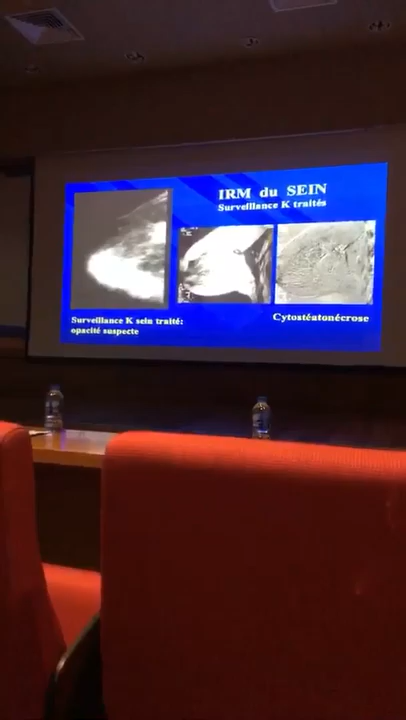 IRM du SEIN
Surveillance K traités
Surveillance K sein traité:
opacité suspecte
Cytostéatonécrose